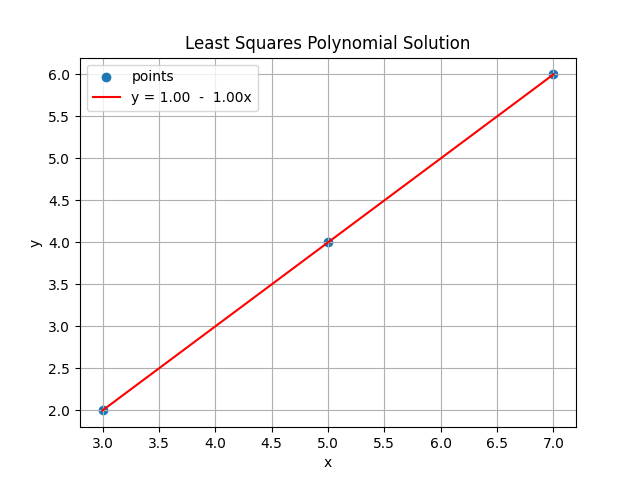 Least Squares Polynomial Solution
points
y = 1.00  -  1.00x
y
6.0
5.5
5.0
4.5
4.0
3.5
3.0
2.5
2.0
3.0 3.5 4.0 4.5 5.0 5.5 6.0 6.5 7.0
x